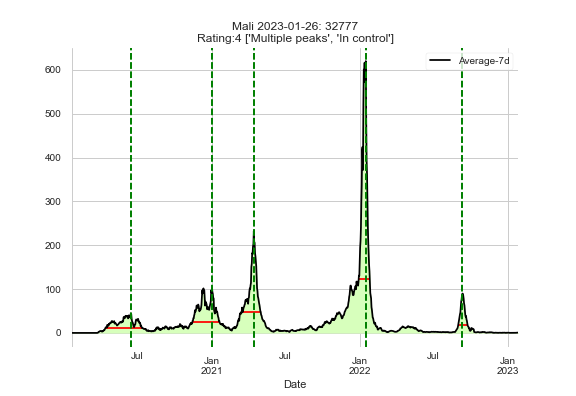 Mali 2023-01-26: 32777
Rating:4 ['Multiple peaks', 'In control']
Average-7d
600
500
400
300
200
100
0
Jul
Jan
2021
Jul
Jan
2022
Jul
Jan
2023
Date